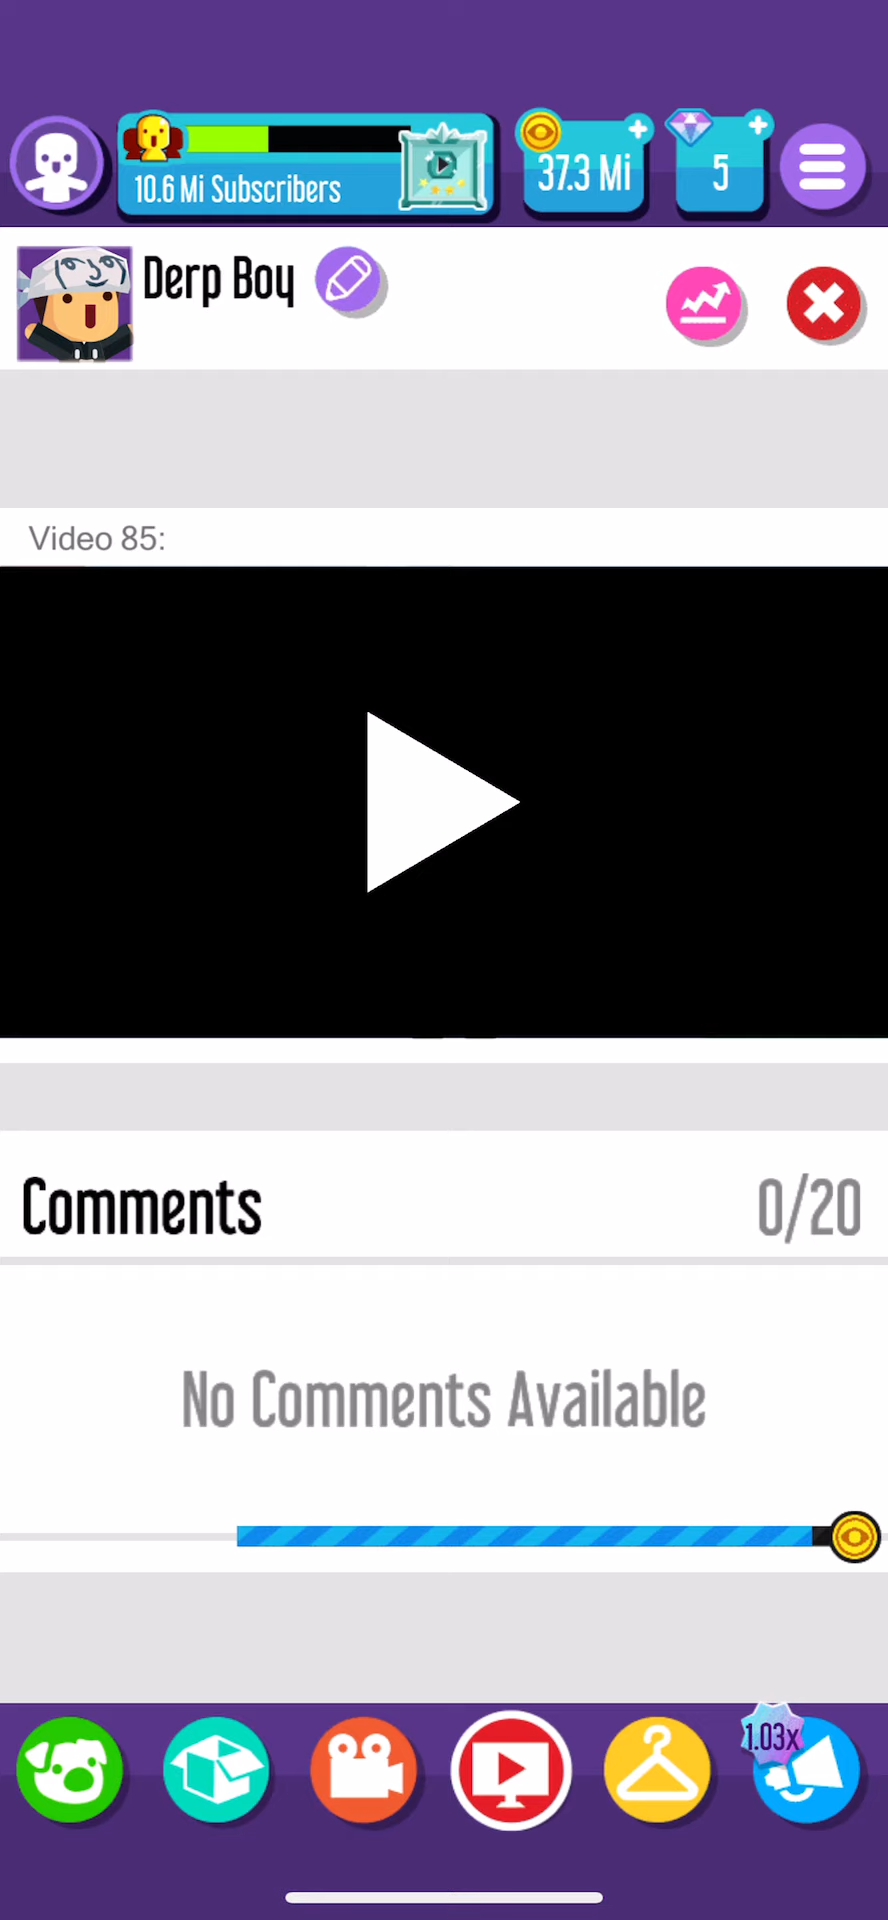 10.6 Mi Subscribers
37.3 Mi
5
Derp Boy
Video 85:
Comments
0/20
No Comments Available
1.03x